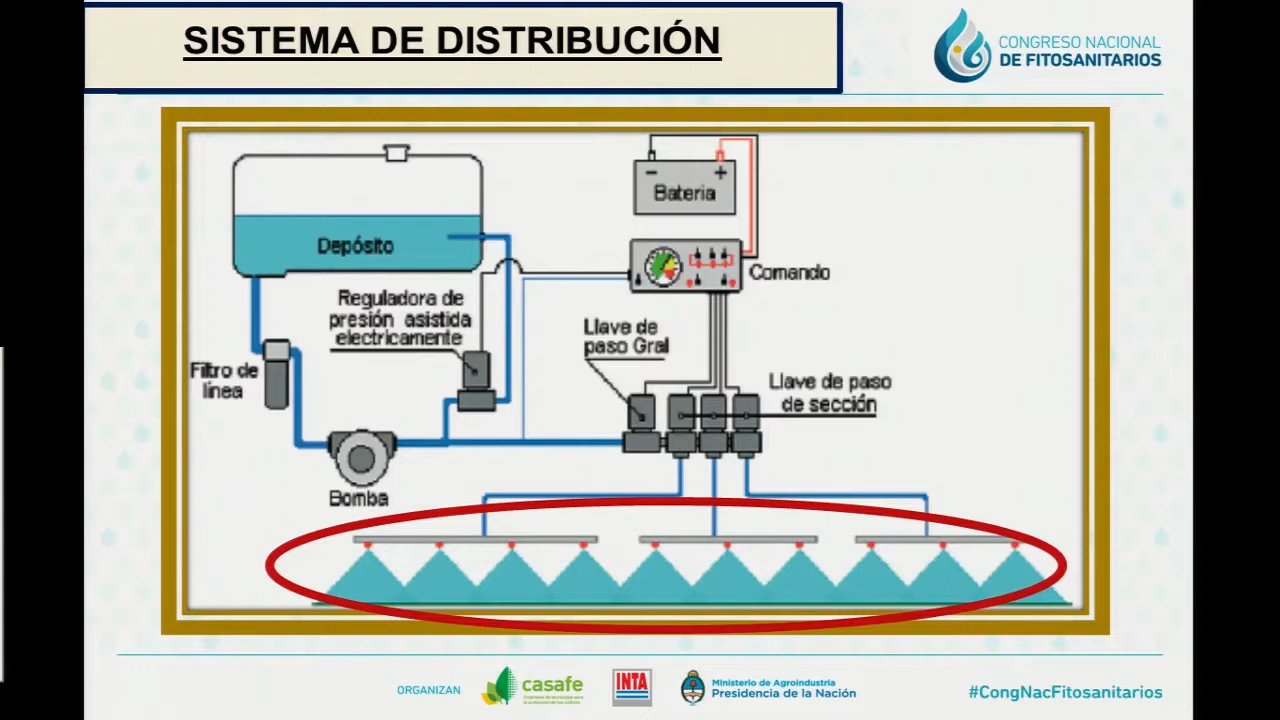 SISTEMA DE DISTRIBUCIÓN
CONGRESO NACIONAL
DE FITOSANITARIOS
Bateria
Depósito
Comando
Reguladora de
presión asistida
electricamente
Llave de
paso Gral
Filtro de
línea
Llave de paso
de sección
Bomba
ORGANIZAN
casafe
INTA
Ministerio de Agroindustria
Presidencia de la Nación
#CongNacFitosanitarios